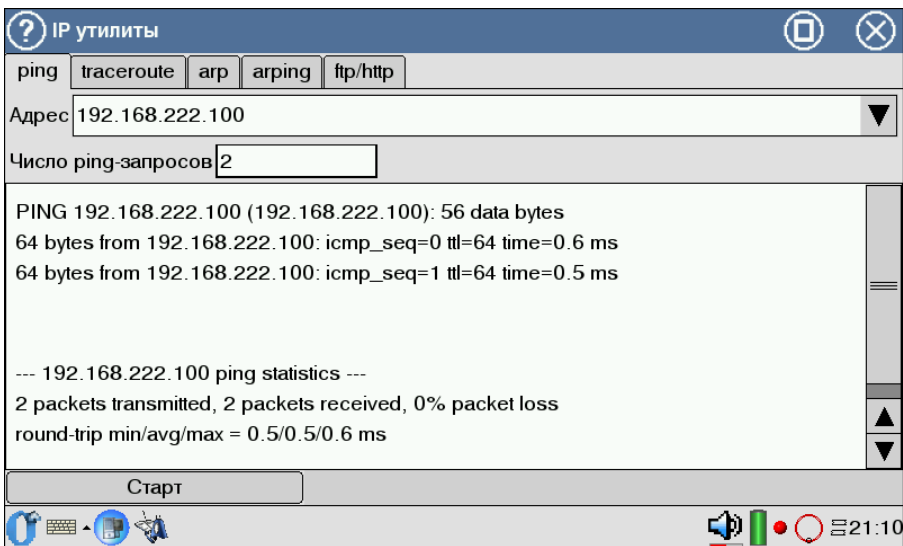 IP утилиты
ping traceroute arp arping ftp/http
Адрес 192.168.222.100
Число ping-запросов 2
PING 192.168.222.100 (192.168.222.100): 56 data bytes
64 bytes from 192.168.222.100: icmp_seq=0 ttl=64 time=0.6 ms
64 bytes from 192.168.222.100: icmp_seq=1 ttl=64 time=0.5 ms
--- 192.168.222.100 ping statistics ---
2 packets transmitted, 2 packets received, 0% packet loss
round-trip min/avg/max = 0.5/0.5/0.6 ms
Старт
21:10